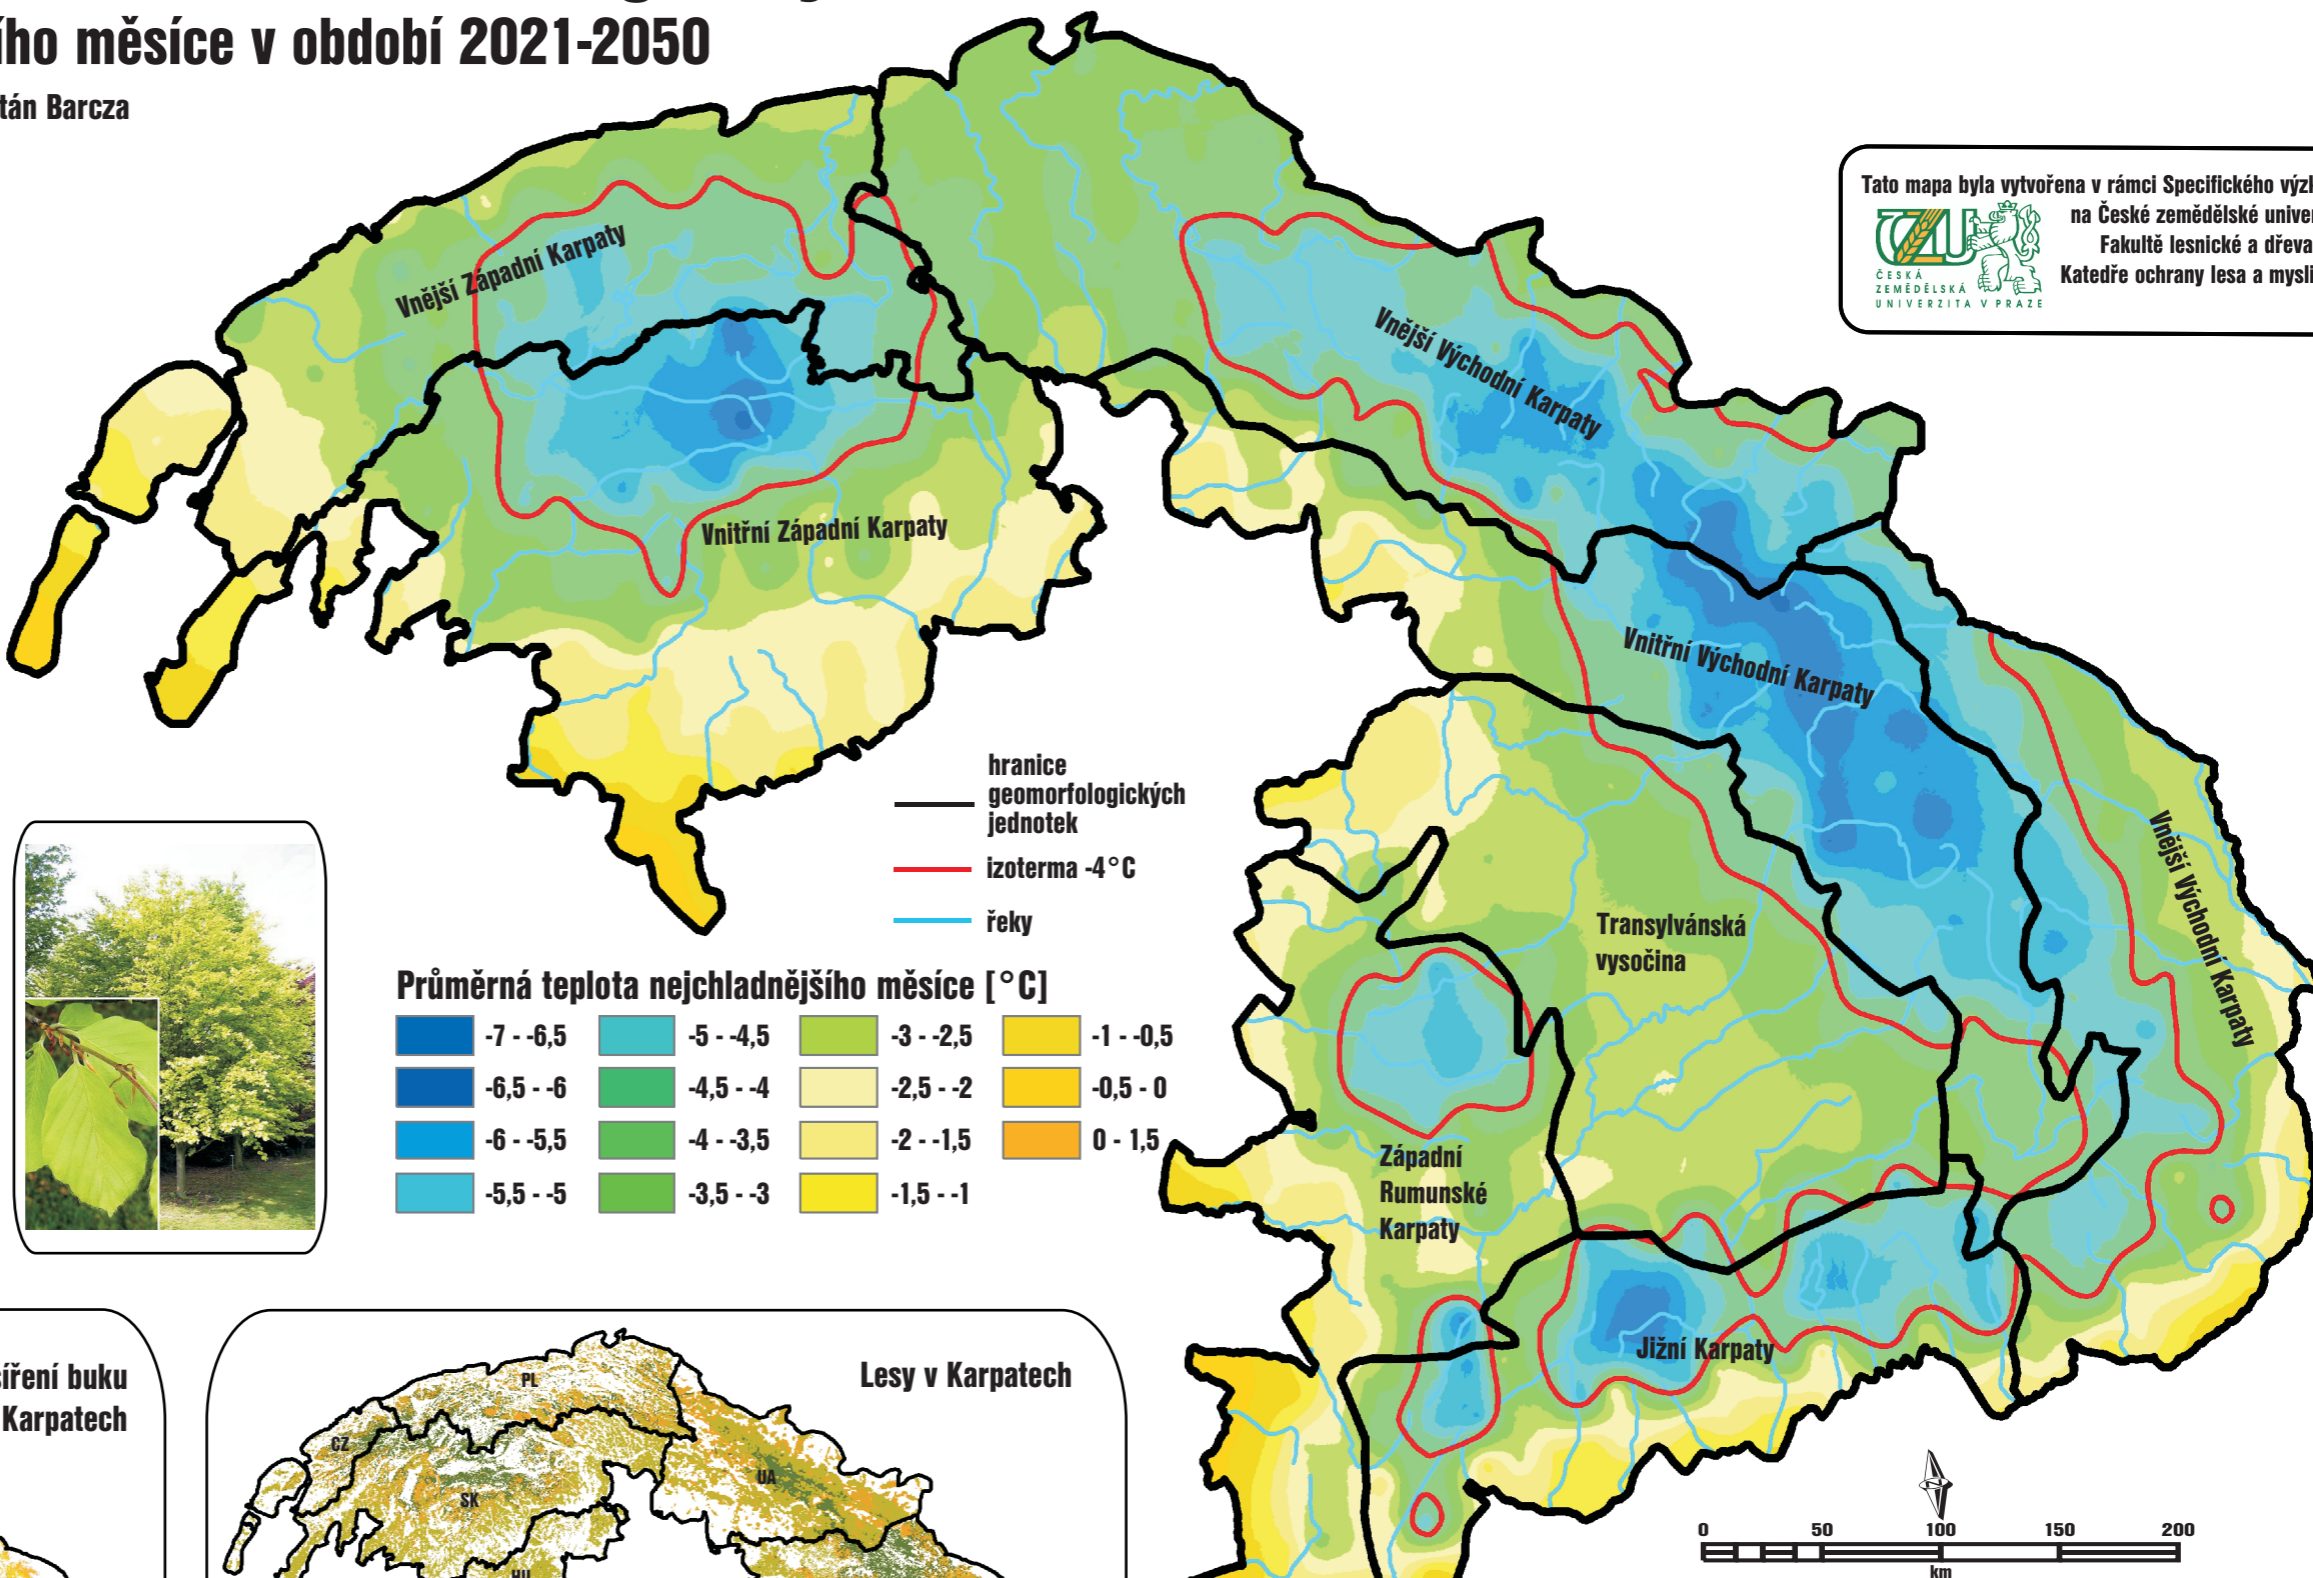 ího měsíce v období 2021-2050
tán Barcza
Tato mapa byla vytvořena v rámci Specifického
na České zemědělské
Fakultě lesnické a
Katedře ochrany lesa a
ČZU
ČESKÁ
ZEMĚDĚLSKÁ
UNIVERZITA V PRAZE
Vnější Západní Karpaty
Vnější Východní Karpaty
Vnitřní Západní Karpaty
Vnitřní Východní Karpaty
Vnější Východní Karpaty
Transylvánská
vysočina
Západní
Rumunské
Karpaty
Jižní Karpaty
hranice
geomorfologických
jednotek
izoterma -4°C
řeky
Průměrná teplota nejchladnějšího měsíce [°C]
-7 - -6,5
-6,5 - -6
-6 - -5,5
-5,5 - -5
-5 - -4,5
-4,5 - -4
-4 - -3,5
-3,5 - -3
-3 - -2,5
-2,5 - -2
-2 - -1,5
-1,5 - -1
-1 - -0,5
-0,5 - 0
0 - 1,5
íření buku
Karpatech
Lesy v Karpatech
PL
CZ
SK
UA
HU
0 50 100 150 200
km